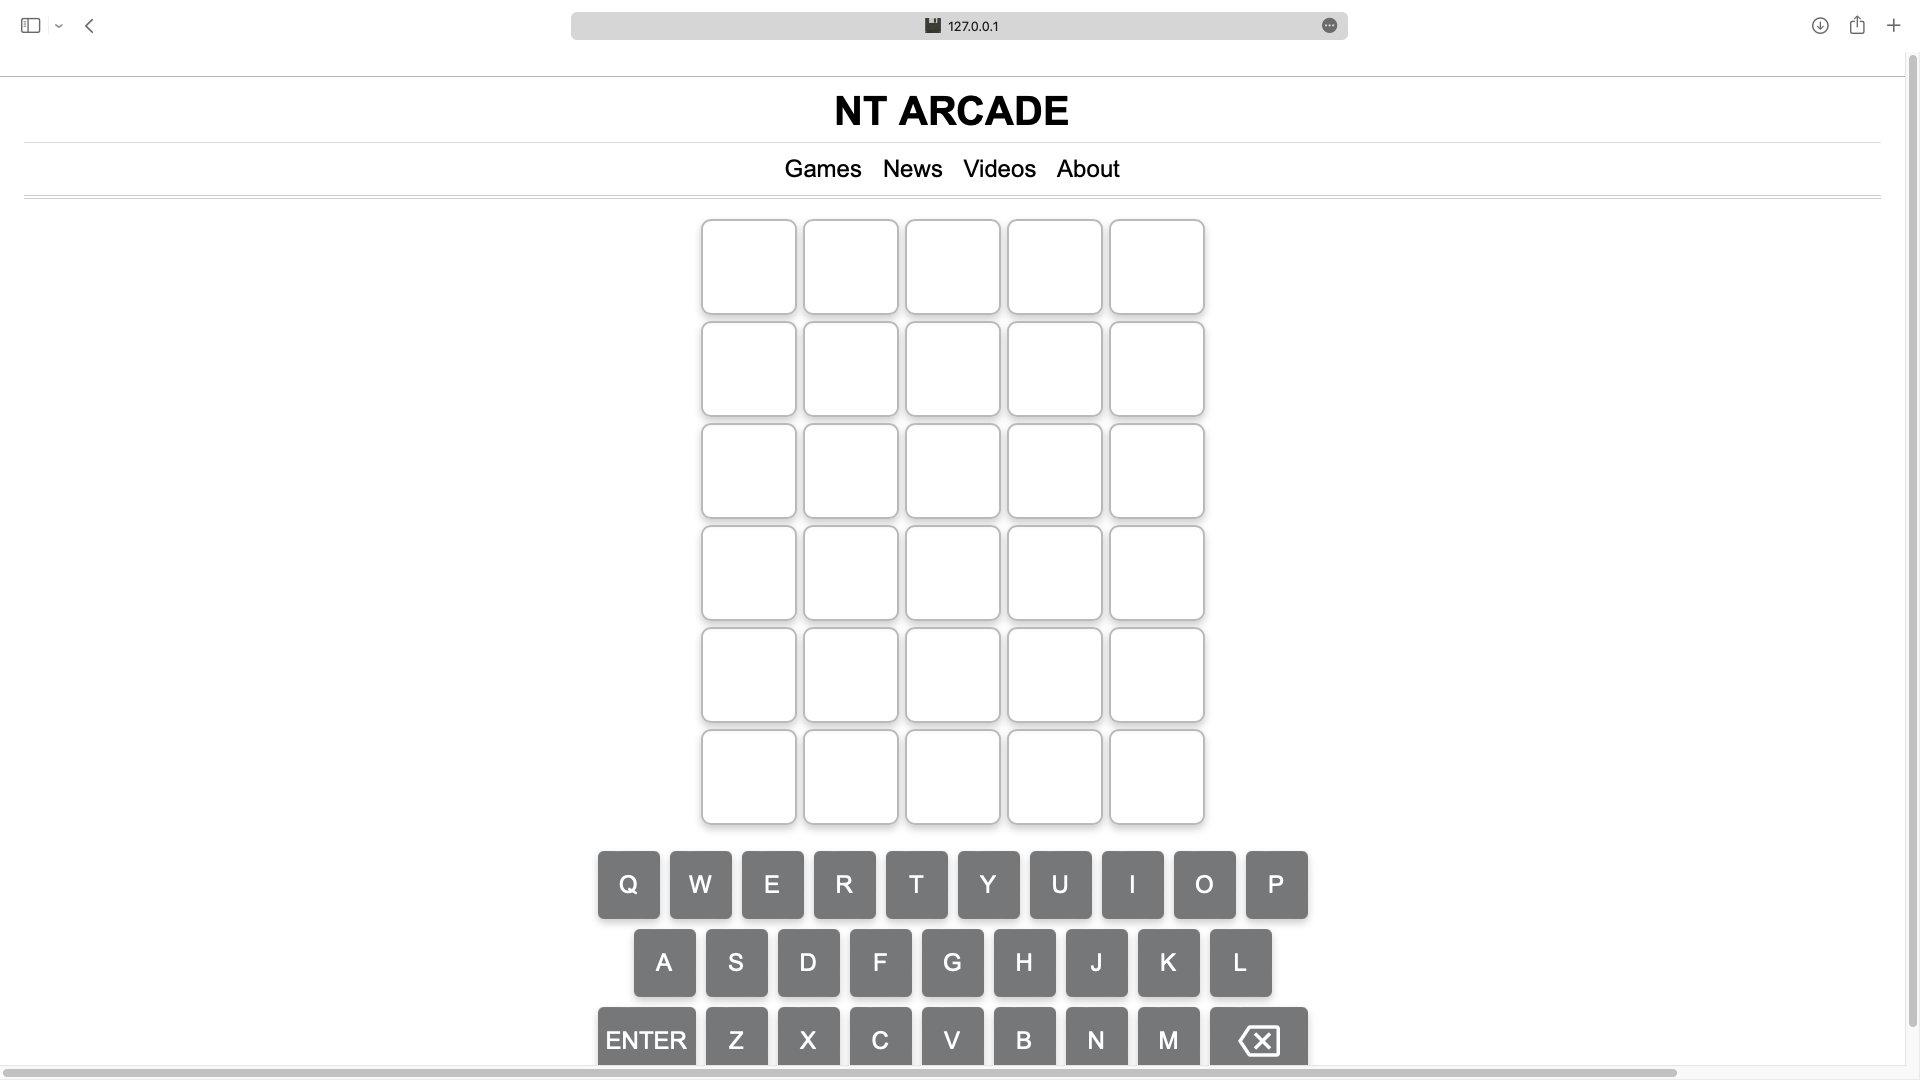 127.0.0.1
NT ARCADE
Games News Videos About
Q W E R T Y U I O P
A S D F G H J K L
ENTER Z X C V B N M